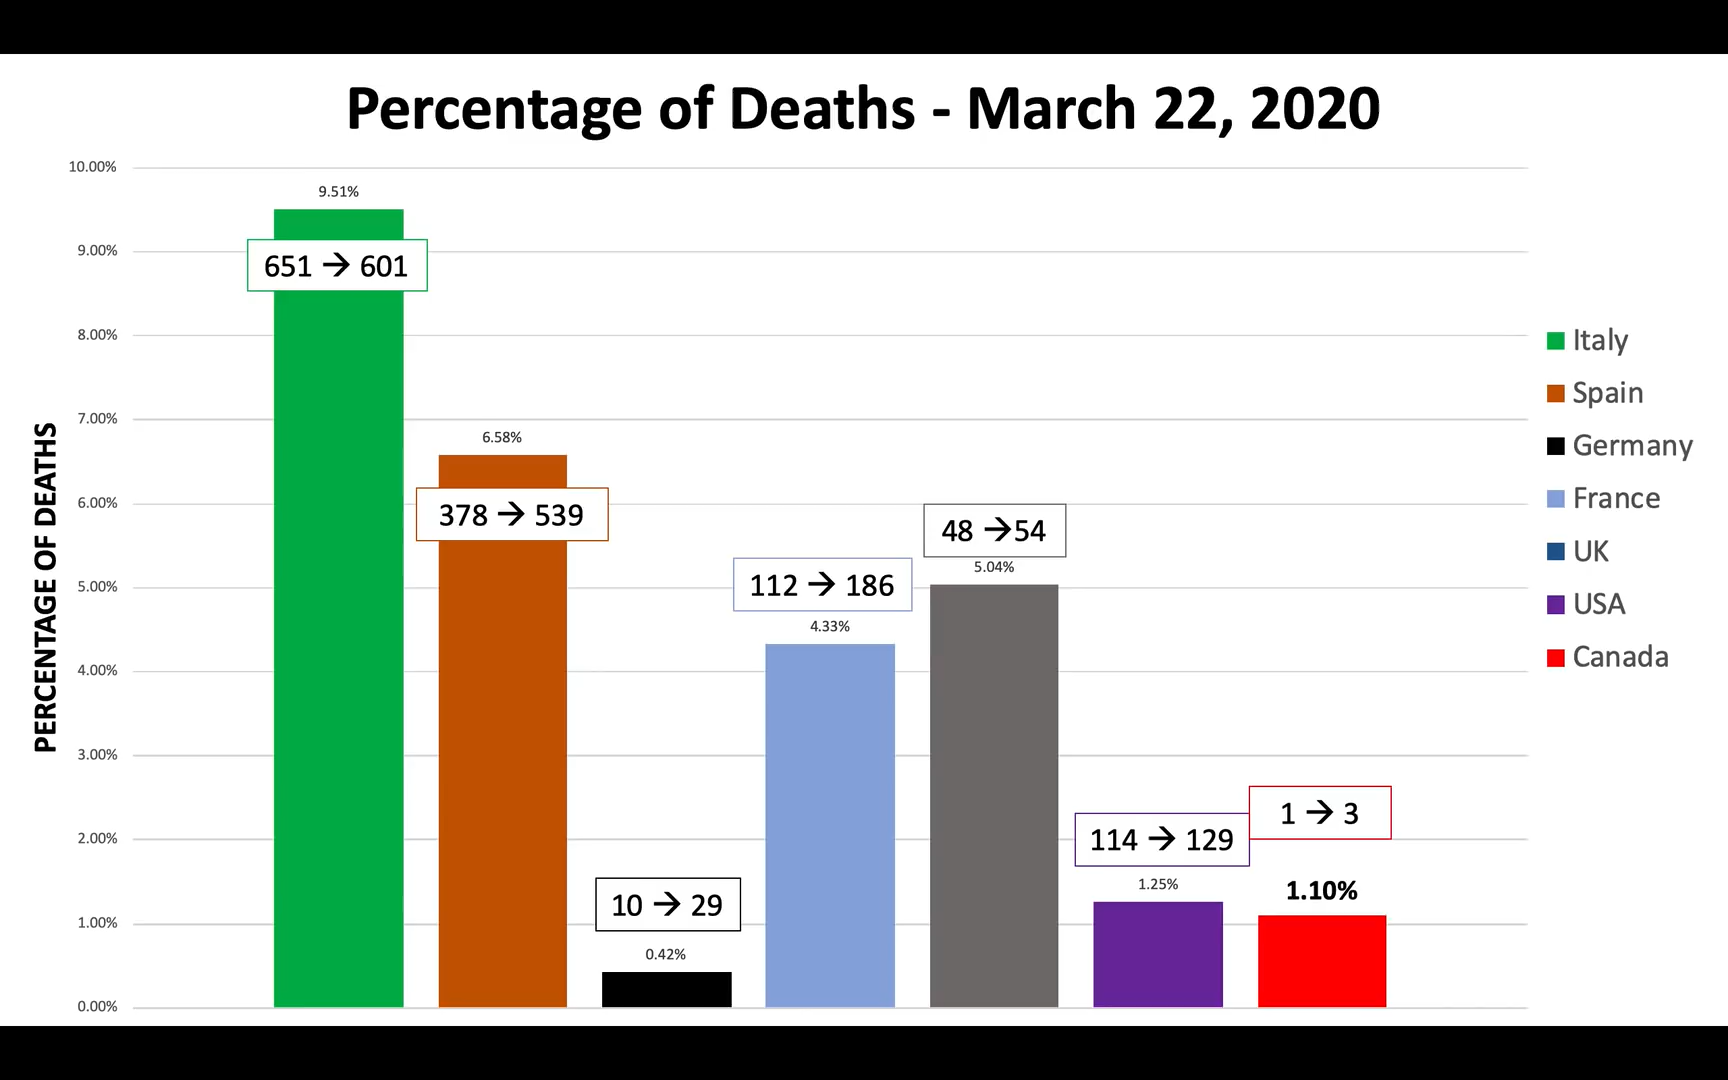 Percentage of Deaths - March 22, 2020
PERCENTAGE OF DEATHS
10.00%
9.00%
8.00%
7.00%
6.00%
5.00%
4.00%
3.00%
2.00%
1.00%
0.00%
9.51%
651 → 601
6.58%
378 → 539
10 → 29
0.42%
112 → 186
4.33%
48 →54
5.04%
114 → 129
1.25%
1 → 3
1.10%
Italy
Spain
Germany
France
UK
USA
Canada